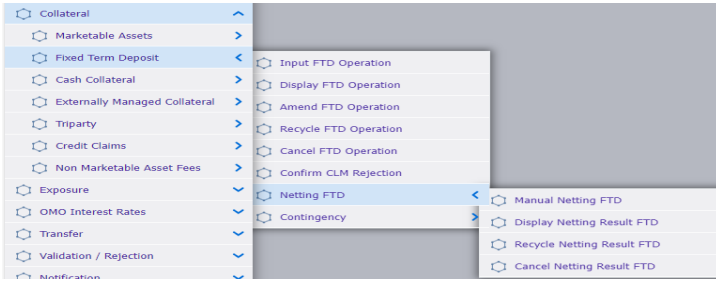 Collateral
Marketable Assets
Fixed Term Deposit
Cash Collateral
Externally Managed Collateral
Triparty
Credit Claims
Non Marketable Asset Fees
Exposure
OMO Interest Rates
Transfer
Validation / Rejection
Notification
Input FTD Operation
Display FTD Operation
Amend FTD Operation
Recycle FTD Operation
Cancel FTD Operation
Confirm CLM Rejection
Netting FTD
Contingency
Manual Netting FTD
Display Netting Result FTD
Recycle Netting Result FTD
Cancel Netting Result FTD